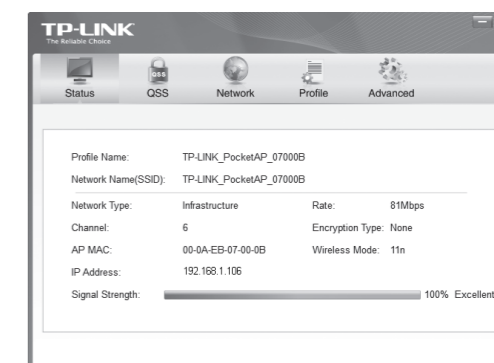 TP-LINK
The Reliable Choice
Status QSS Network Profile Advanced
Profile Name: TP-LINK_PocketAP_07000B
Network Name(SSID): TP-LINK_PocketAP_07000B
Network Type: Infrastructure Rate: 81Mbps
Channel: 6 Encryption Type: None
AP MAC: 00-0A-EB-07-00-0B Wireless Mode: 11n
IP Address: 192.168.1.106
Signal Strength: 100% Excellent